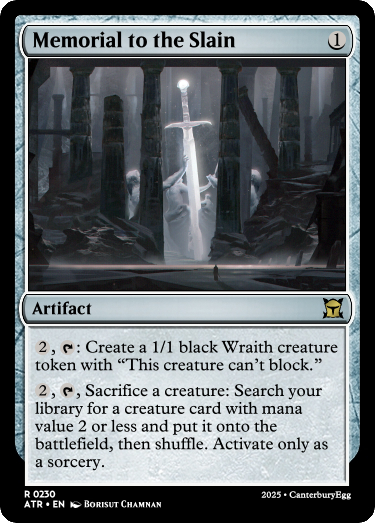 Memorial to the Slain 1
Artifact
2, : Create a 1/1 black Wraith creature
token with “This creature can't block.”
2, , Sacrifice a creature: Search your
library for a creature card with mana
value 2 or less and put it onto the
battlefield, then shuffle. Activate only as
a sorcery.
R 0230
ATR • EN Borisut Chamnan
2025 • CanterburyEgg